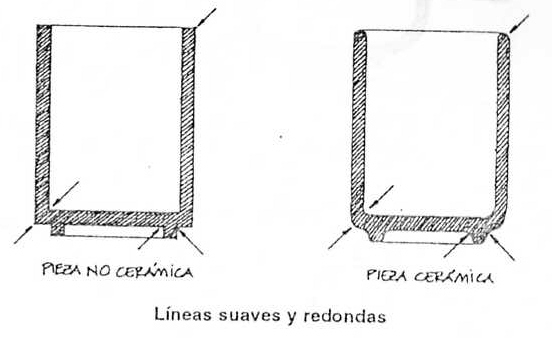 PIEZA NO CERÁMICA
PIEZA CERÁMICA
Líneas suaves y redondas